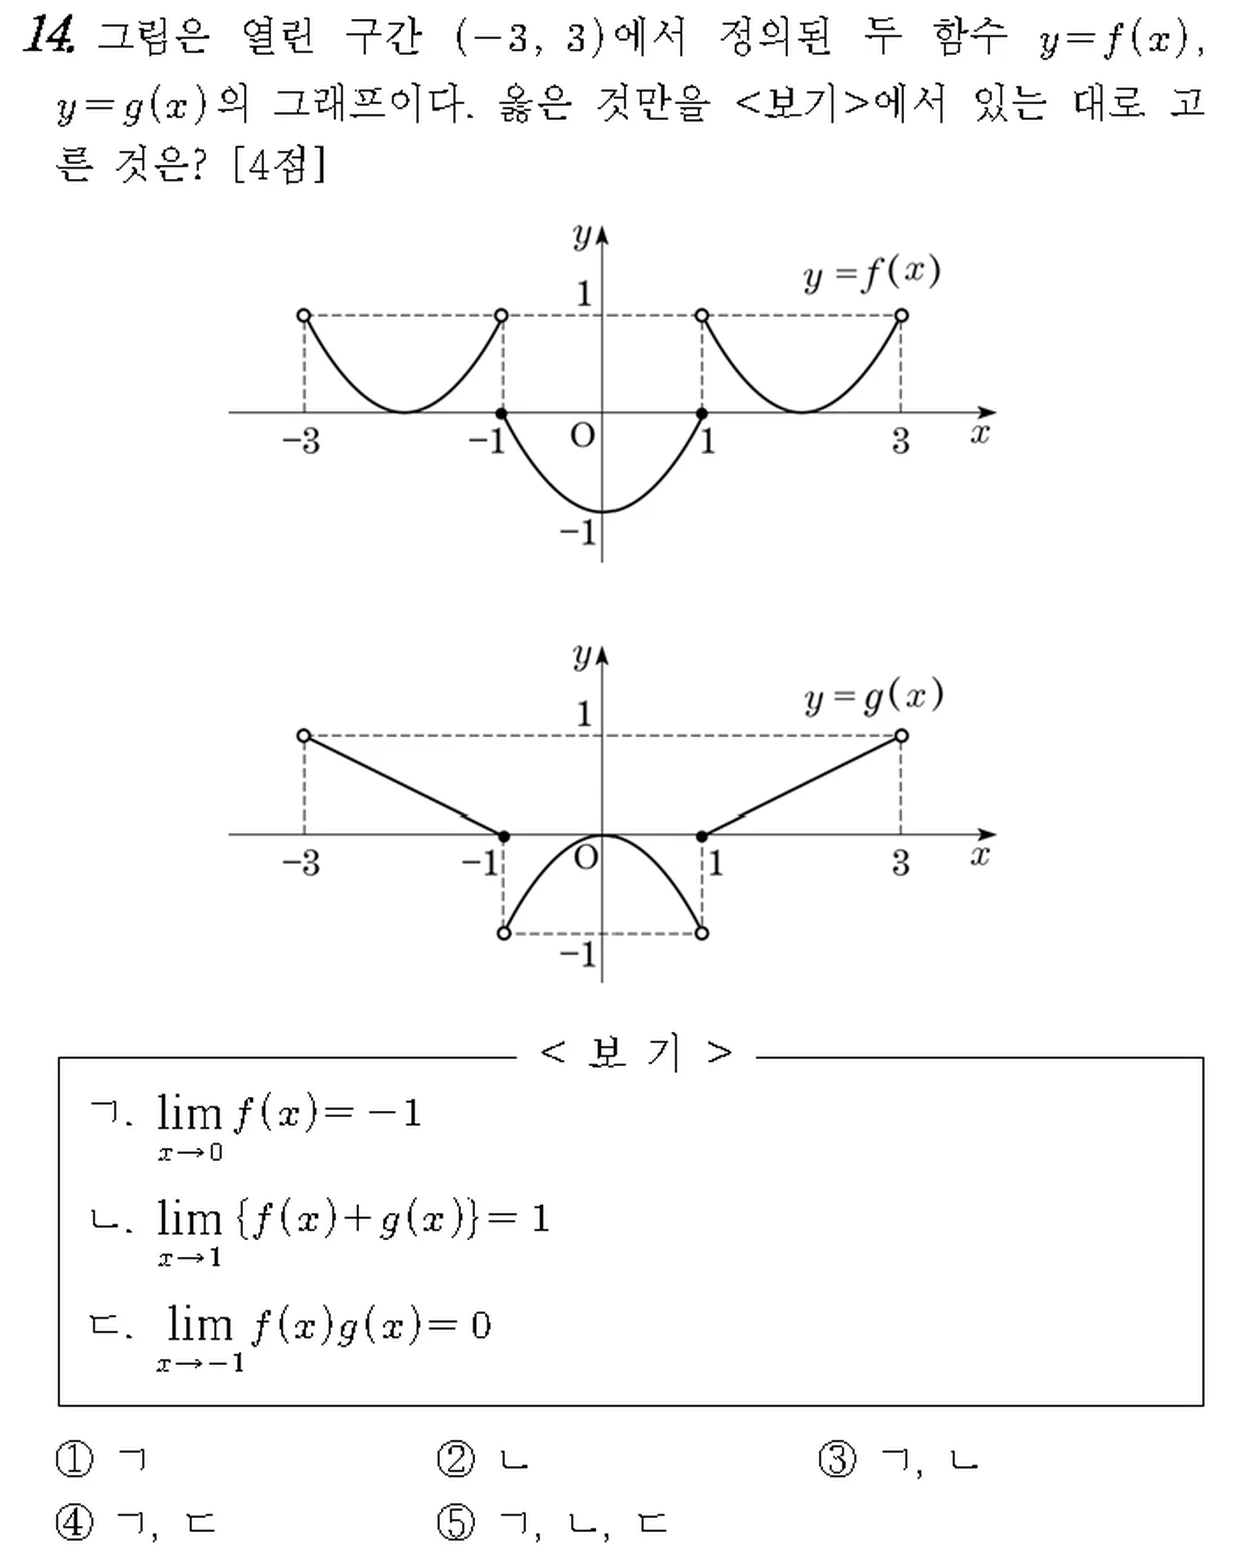 14. 그림은 열린 구간 (−3, 3)에서 정의된 두 함수 y=f(x),
y=g(x)의 그래프이다. 옳은 것만을 <보기>에서 있는 대로 고
른 것은? [4점]
y
1
y=f(x)
−3
−1
O
1
3
x
−1
y
1
y=g(x)
−3
−1
O
1
3
x
−1
< 보 기 >
ㄱ. lim f(x)= −1
x→0
ㄴ. lim {f(x)+g(x)}= 1
x→1
ㄷ. lim f(x)g(x)= 0
x→−1
① ㄱ ② ㄴ ③ ㄱ, ㄴ
④ ㄱ, ㄷ ⑤ ㄱ, ㄴ, ㄷ